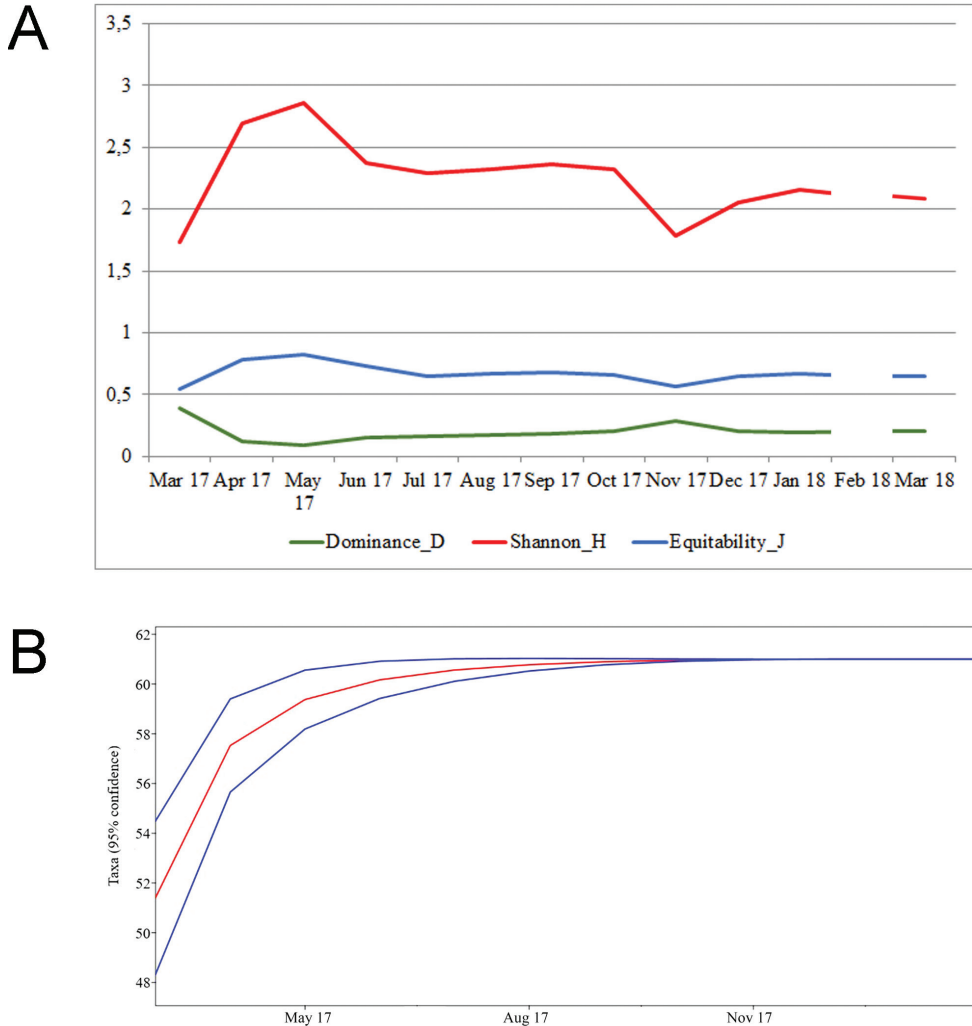 A
3,5
3
2,5
2
1,5
1
0,5
0
Mar 17 Apr 17 May 17 Jun 17 Jul 17 Aug 17 Sep 17 Oct 17 Nov 17 Dec 17 Jan 18 Feb 18 Mar 18
Dominance_D Shannon_H Equitability_J
B
62
60
58
56
54
52
50
48
Taxa (95% confidence)
May 17 Aug 17 Nov 17